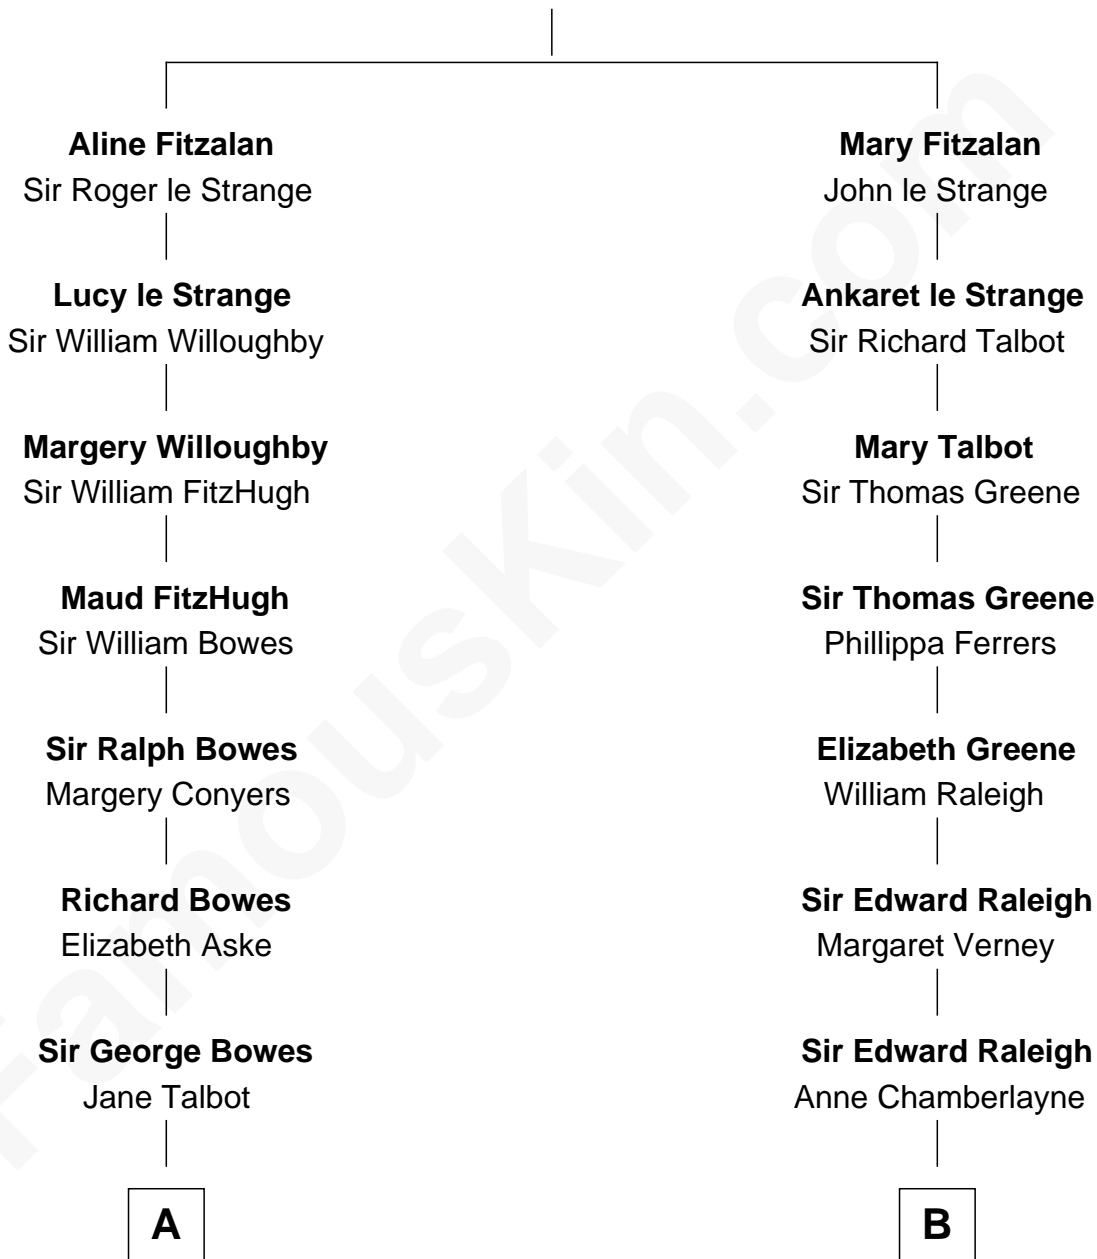 Aline Fitzalan
Sir Roger le Strange
Lucy le Strange
Sir William Willoughby
Margery Willoughby
Sir William FitzHugh
Maud FitzHugh
Sir William Bowes
Sir Ralph Bowes
Margery Conyers
Richard Bowes
Elizabeth Aske
Sir George Bowes
Jane Talbot
A
Mary Fitzalan
John le Strange
Ankaret le Strange
Sir Richard Talbot
Mary Talbot
Sir Thomas Greene
Sir Thomas Greene
Phillippa Ferrers
Elizabeth Greene
William Raleigh
Sir Edward Raleigh
Margaret Verney
Sir Edward Raleigh
Anne Chamberlayne
B
FamousKin.com